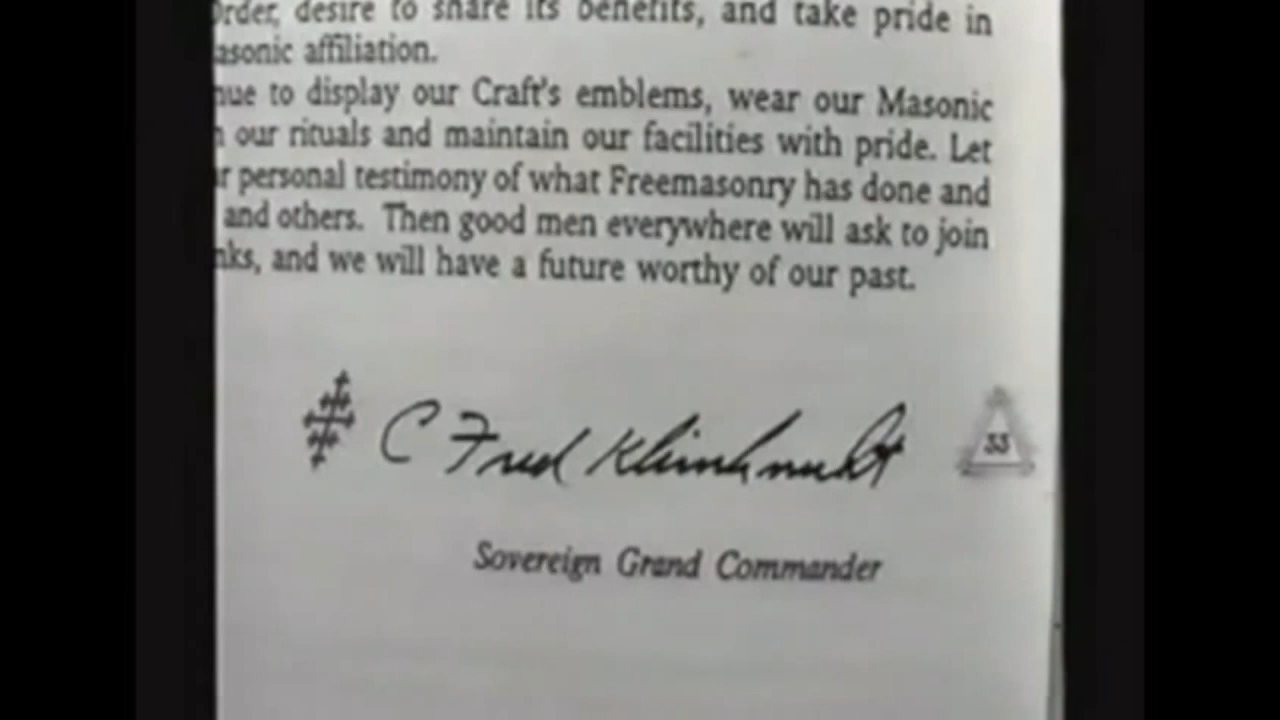 Order, desire to share its benefits, and take pride in
asonic affiliation.
nue to display our Craft's emblems, wear our Masonic
our rituals and maintain our facilities with pride. Let
r personal testimony of what Freemasonry has done and
and others. Then good men everywhere will ask to join
nks, and we will have a future worthy of our past.
C Fred Kleinknecht
33
Sovereign Grand Commander